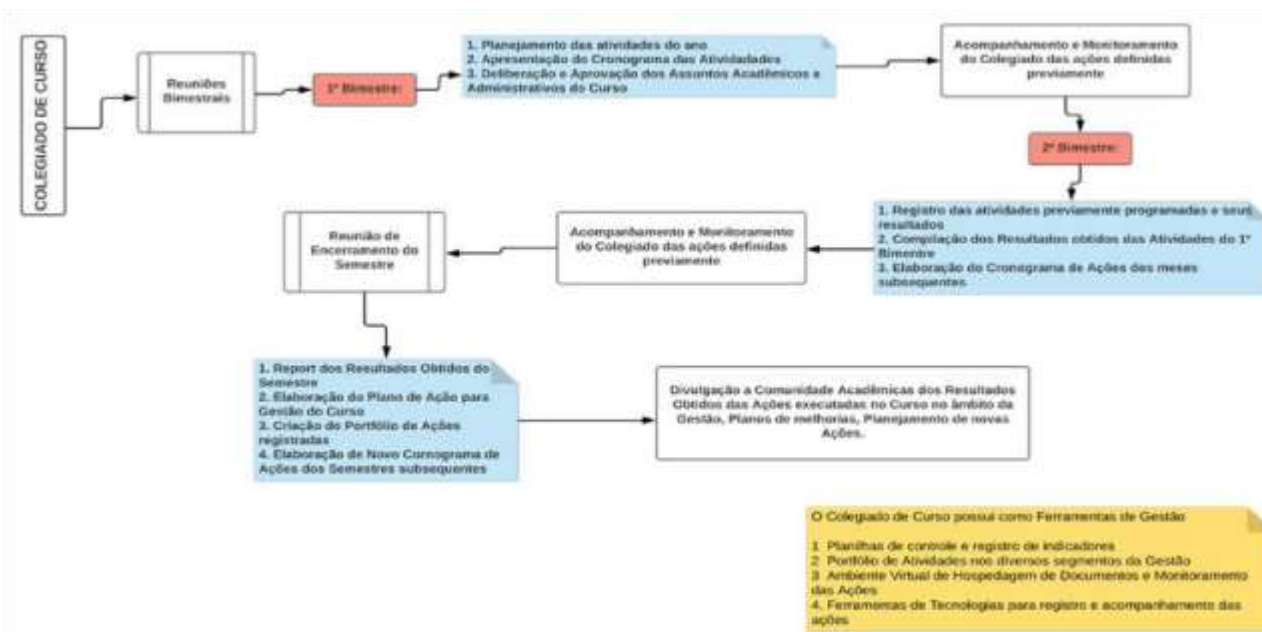 COLEGIADO DE CURSO
Reuniões
Bimestrais
1º Bimestre:
1. Planejamento das atividades do ano
2. Apresentação do Cronograma das Atividadades
3. Deliberação e Aprovação dos Assuntos Acadêmicos e
Administrativos do Curso
Acompanhamento e Monitoramento
do Colegiado das ações definidas
previamente
2º Bimestre:
1. Registro das atividades previamente programadas e seus
resultados
2. Compilação dos Resultados obtidos das Atividades do 1º
Bimentre
3. Elaboração do Cronograma de Ações dos meses
subsequentes
Acompanhamento e Monitoramento
do Colegiado das ações definidas
previamente
Reunião de
Encerramento do
Semestre
1. Report dos Resultados Obtidos do
Semestre
2. Elaboração do Plano de Ação para
Gestão do Curso
3. Criação do Portfólio de Ações
registradas
4. Elaboração de Novo Cornograma de
Ações dos Semestres subsequentes
Divulgação a Comunidade Acadêmicas dos Resultados
Obtidos das Ações executadas no Curso no âmbito da
Gestão, Planos de melhorias, Planejamento de novas
Ações.
O Colegiado de Curso possui como Ferramentas de Gestão
1 Planilhas de controle e registro de indicadores
2 Portfólio de Atividades nos diversos segmentos da Gestão
3 Ambiente Virtual de Hospedagem de Documentos e Monitoramento
das Ações
4. Ferramentas de Tecnologias para registro e acompanhamento das
ações